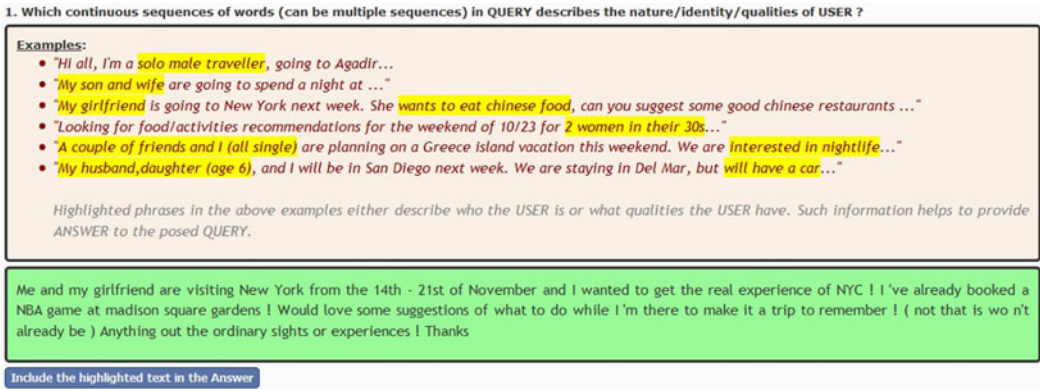 1. Which continuous sequences of words (can be multiple sequences) in QUERY describes the nature/identity/qualities of USER ?
Examples:
• "Hi all, I'm a solo male traveller, going to Agadir...
• "My son and wife are going to spend a night at ..."
• "My girlfriend is going to New York next week. She wants to eat chinese food, can you suggest some good chinese restaurants ..."
• "Looking for food/activities recommendations for the weekend of 10/23 for 2 women in their 30s..."
• "A couple of friends and I (all single) are planning on a Greece island vacation this weekend. We are interested in nightlife..."
• "My husband,daughter (age 6), and I will be in San Diego next week. We are staying in Del Mar, but will have a car..."
Highlighted phrases in the above examples either describe who the USER is or what qualities the USER have. Such information helps to provide
ANSWER to the posed QUERY.
Me and my girlfriend are visiting New York from the 14th - 21st of November and I wanted to get the real experience of NYC ! I 've already booked a
NBA game at madison square gardens ! Would love some suggestions of what to do while I 'm there to make it a trip to remember ! ( not that is wo n't
already be ) Anything out the ordinary sights or experiences ! Thanks
Include the highlighted text in the Answer